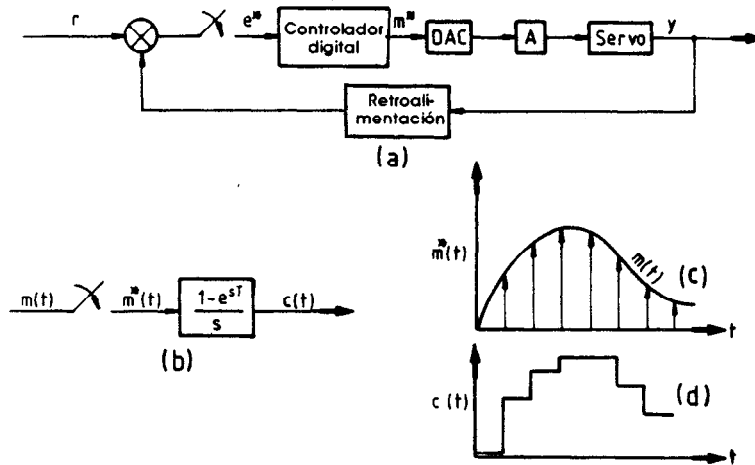 r
e*
Controlador
digital
m*
DAC
A
Servo
y
Retroali-
mentación
(a)
m(t)
m*(t)
1-e^sT
s
c(t)
(b)
m*(t)
m(t)
(c)
t
c(t)
(d)
t